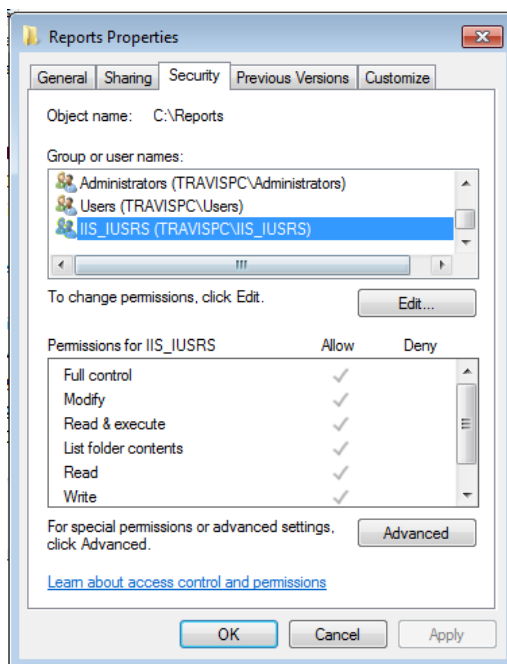 Reports Properties
General Sharing Security Previous Versions Customize
Object name: C:\Reports
Group or user names:
Administrators (TRAVISPC\Administrators)
Users (TRAVISPC\Users)
IIS_IUSRS (TRAVISPC\IIS_IUSRS)
To change permissions, click Edit.
Edit...
Permissions for IIS_IUSRS Allow Deny
Full control
Modify
Read & execute
List folder contents
Read
Write
For special permissions or advanced settings,
click Advanced.
Advanced
Learn about access control and permissions
OK Cancel Apply